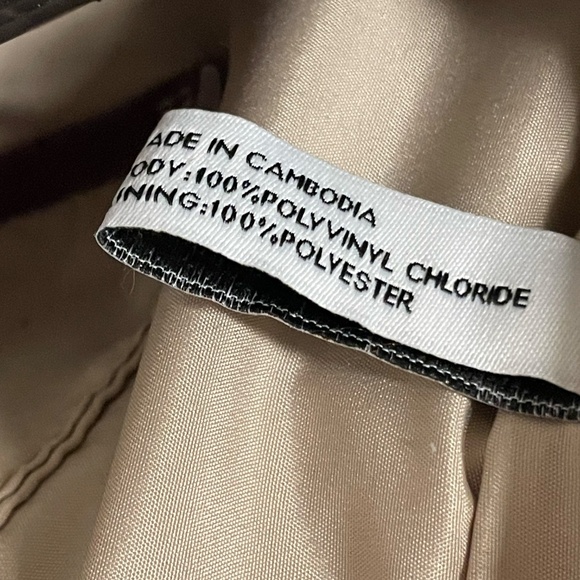 ADE IN CAMBODIA
ODY:100%POLYVINYL CHLORIDE
INING:100%POLYESTER